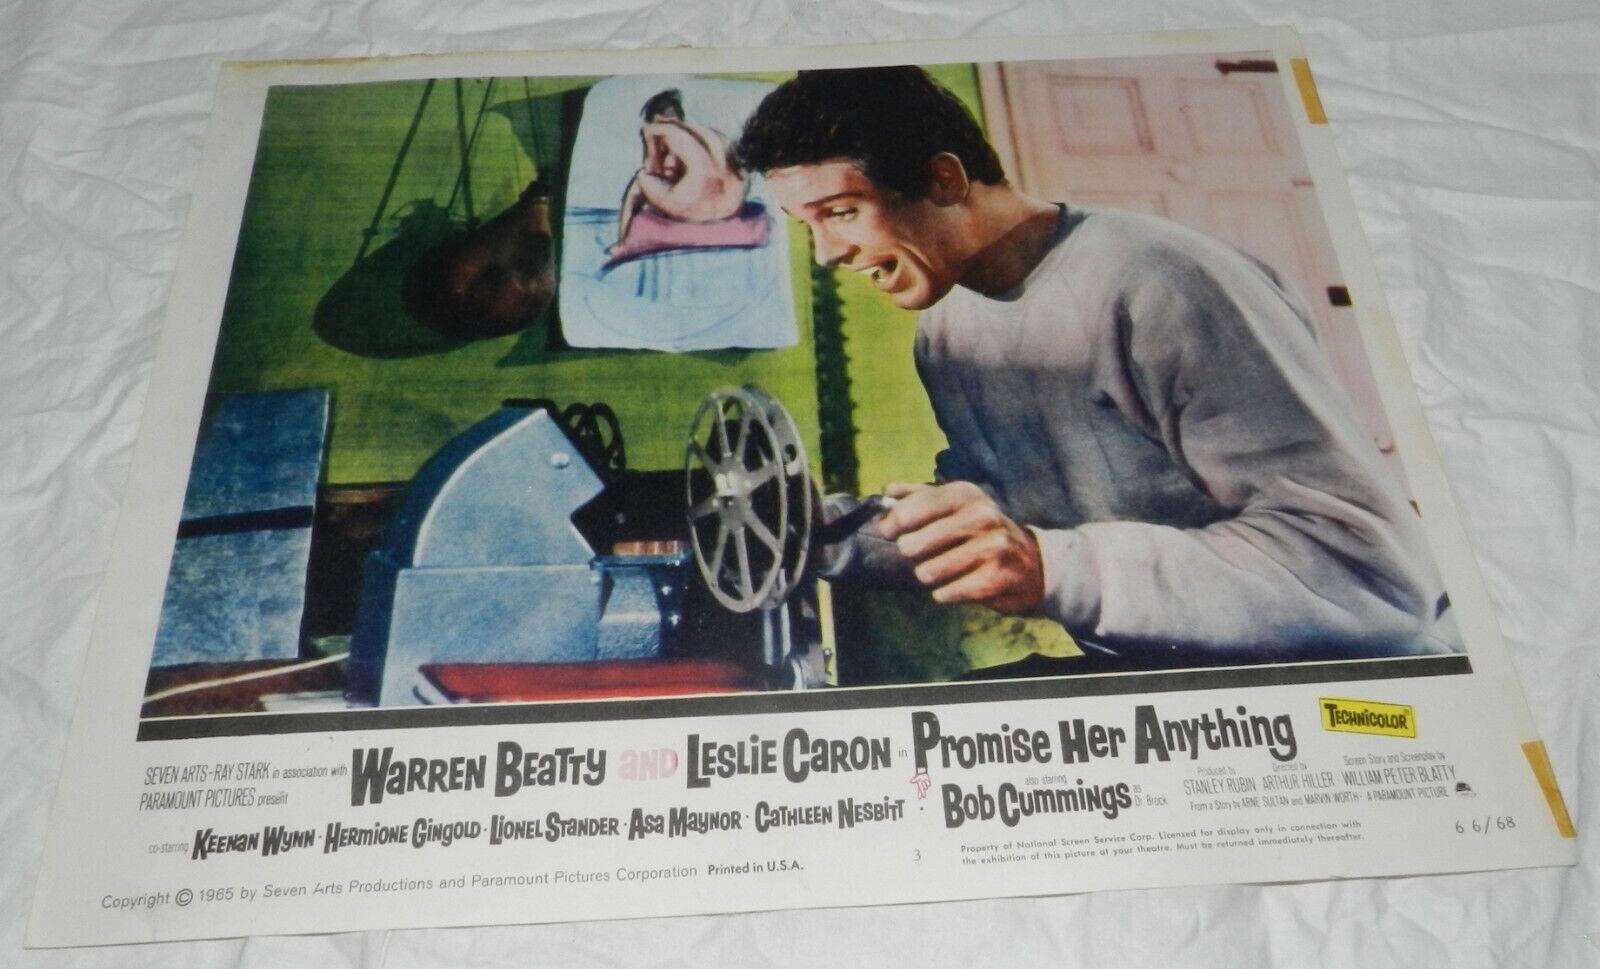 SEVEN ARTS-RAY STARK in association with
PARAMOUNT PICTURES present
WARREN BEATTY AND LESLIE CARON in PROMISE HER ANYTHING
TECHNICOLOR®
co-starring KEENAN WYNN · HERMIONE GINGOLD · LIONEL STANDER · ASA MAYNOR · CATHLEEN NESBITT ·
also starring
BOB CUMMINGS as Dr. Brock
Produced by STANLEY RUBIN
Directed by ARTHUR HILLER ·
Screen Story and Screenplay by WILLIAM PETER BLATTY
From a Story by ARNE SULTAN and MARVIN WORTH · A PARAMOUNT PICTURE
Copyright © 1965 by Seven Arts Productions and Paramount Pictures Corporation Printed in U.S.A.
3
Property of National Screen Service Corp. Licensed for display only in connection with
the exhibition of this picture at your theatre. Must be returned immediately thereafter.
66/68